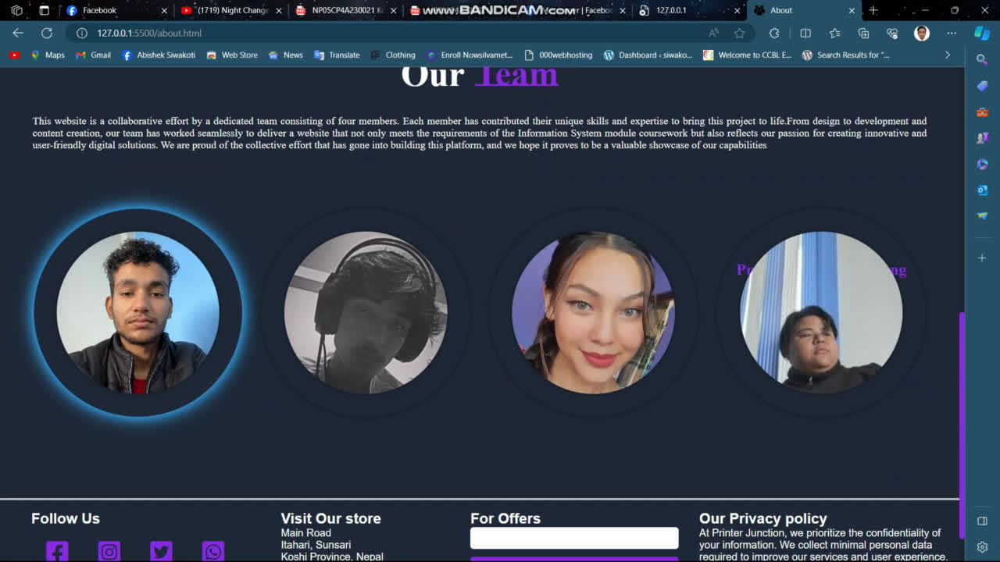 Facebook
(1719) Night Change
NP05CP4A230021 K
www.BANDICAM.com
Facebo
127.0.0.1
About
127.0.0.1:5500/about.html
Maps
Gmail
Abishek Siwakoti
Web Store
News
Translate
Clothing
Enroll Nowsilvamet...
000webhosting
Dashboard ‹ siwako...
Welcome to CCBL E...
Search Results for "...
Our Team
This website is a collaborative effort by a dedicated team consisting of four members. Each member has contributed their unique skills and expertise to bring this project to life.From design to development and
content creation, our team has worked seamlessly to deliver a website that not only meets the requirements of the Information System module coursework but also reflects our passion for creating innovative and
user-friendly digital solutions. We are proud of the collective effort that has gone into building this platform, and we hope it proves to be a valuable showcase of our capabilities
Follow Us
Visit Our store
Main Road
Itahari, Sunsari
Koshi Province, Nepal
For Offers
Our Privacy policy
At Printer Junction, we prioritize the confidentiality of
your information. We collect minimal personal data
required to improve our services and user experience.